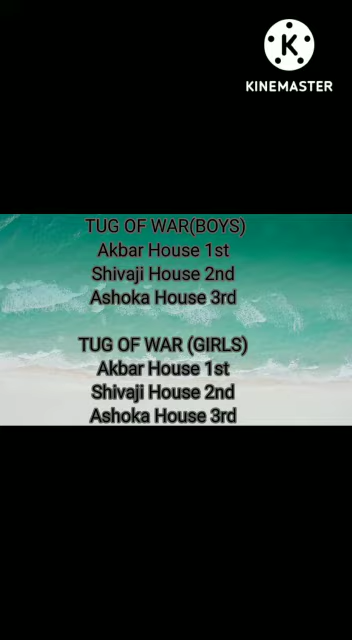 KINEMASTER
TUG OF WAR(BOYS)
Akbar House 1st
Shivaji House 2nd
Ashoka House 3rd
TUG OF WAR (GIRLS)
Akbar House 1st
Shivaji House 2nd
Ashoka House 3rd